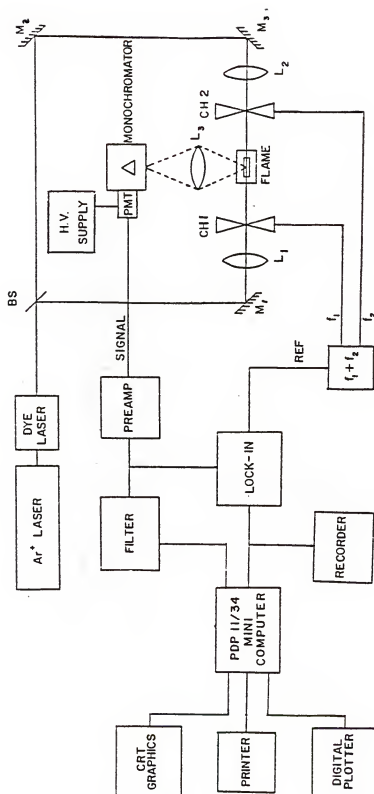 Ar⁺ LASER
DYE
LASER
BS
M₂
H.V.
SUPPLY
PMT
MONOCHROMATOR
SIGNAL
PREAMP
FILTER
L₃
CRT
GRAPHICS
PRINTER
DIGITAL
PLOTTER
PDP 11/34
MINI
COMPUTER
LOCK-IN
RECORDER
REF
M₁
L₁
CH1
FLAME
CH 2
L₂
M₃
f₁
f₂
f₁ + f₂